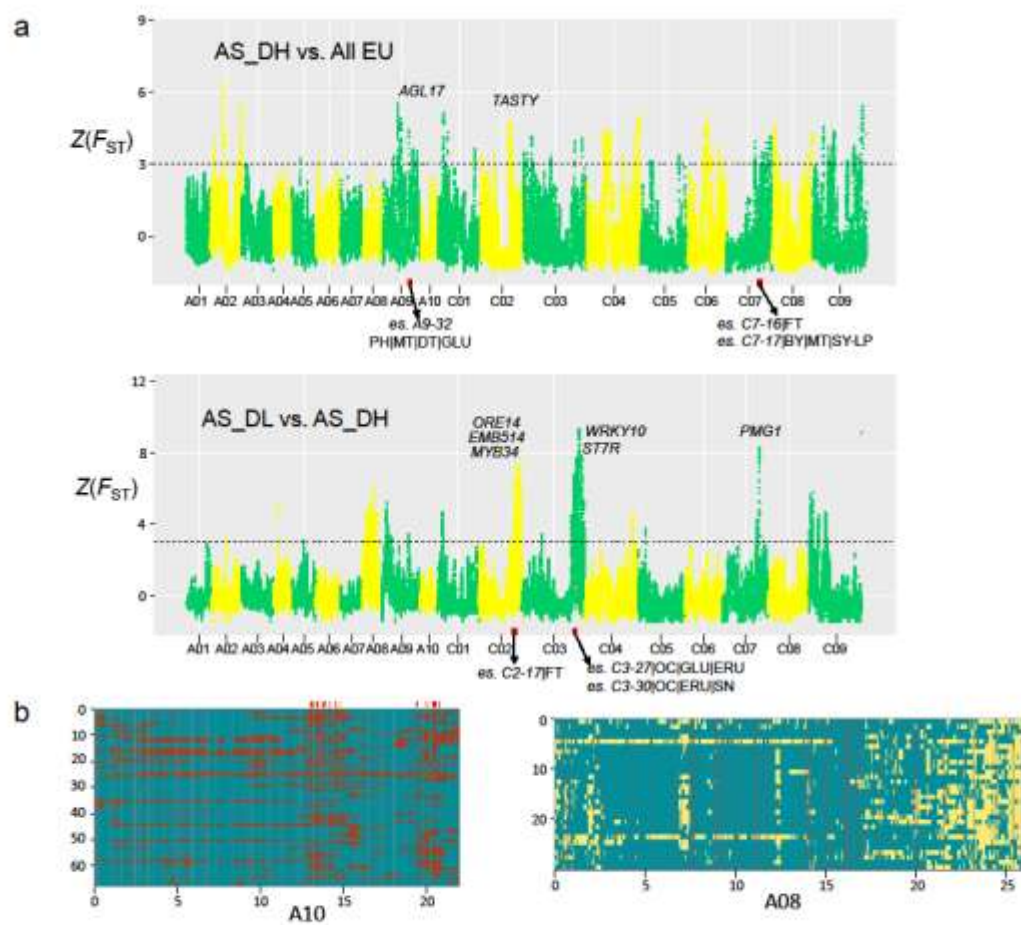 a
AS_DH vs. All EU
AGL17
TASTY
Z(FST)
9
6
3
0
A01 A02 A03 A04 A05 A06 A07 A08 A09 A10 C01 C02 C03 C04 C05 C06 C07 C08 C09
es. A9-32
PH|MT|DT|GLU
es. C7-16|FT
es. C7-17|BY|MT|SY-LP
AS_DL vs. AS_DH
ORE14
EMB514
MYB34
WRKY10
ST7R
PMG1
Z(FST)
12
8
4
0
A01 A02 A03 A04 A05 A06 A07 A08 A09 A10 C01 C02 C03 C04 C05 C06 C07 C08 C09
es. C2-17|FT
es. C3-27|OC|GLU|ERU
es. C3-30|OC|ERU|SN
b
0
10
20
30
40
50
60
0 5 10 15 20
A10
0
10
20
0 5 10 15 20 25
A08